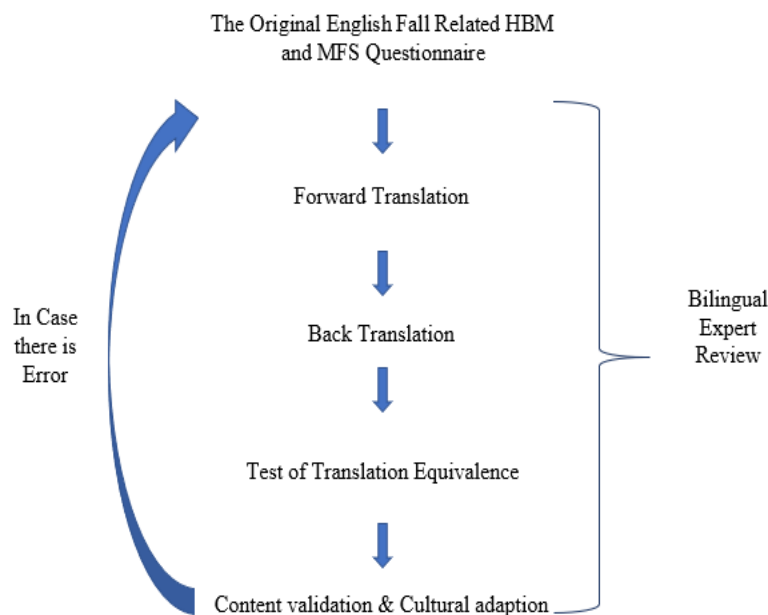 The Original English Fall Related HBM
and MFS Questionnaire
Forward Translation
Back Translation
Test of Translation Equivalence
Content validation & Cultural adaption
In Case
there is
Error
Bilingual
Expert
Review